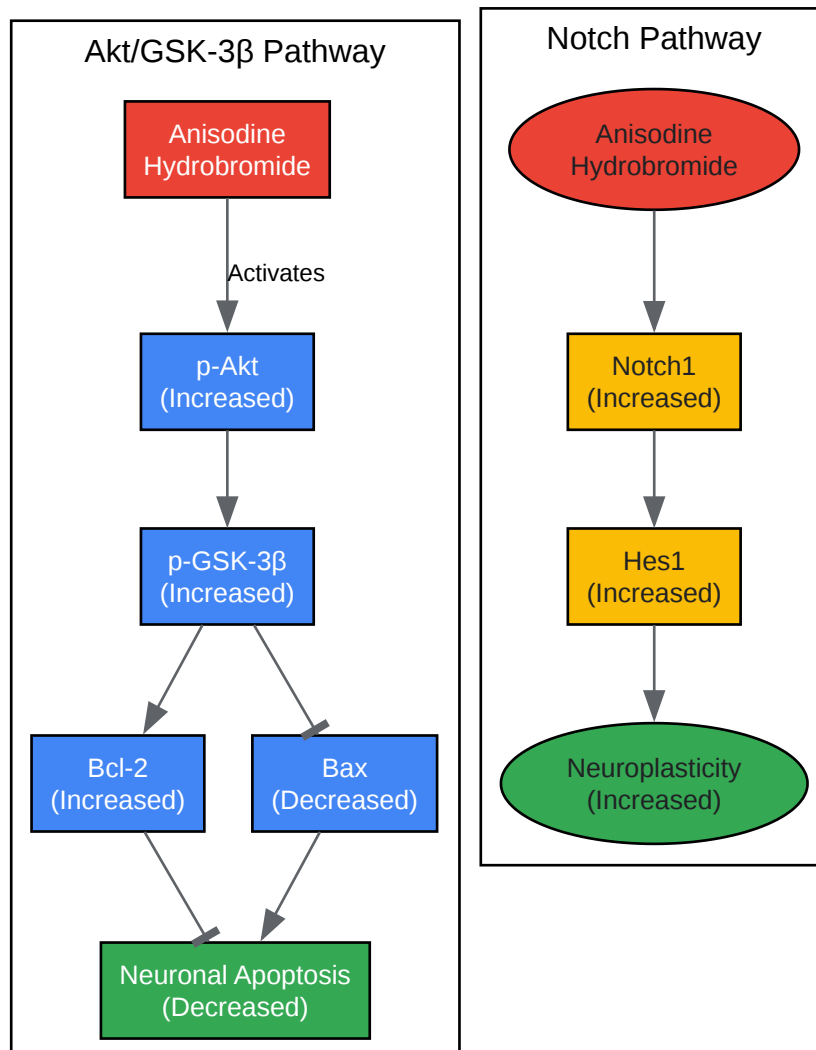 Akt/GSK-3β Pathway
Anisodine
Hydrobromide
Activates
p-Akt
(Increased)
p-GSK-3β
(Increased)
Bcl-2
(Increased)
Bax
(Decreased)
Neuronal Apoptosis
(Decreased)
Notch Pathway
Anisodine
Hydrobromide
Notch1
(Increased)
Hes1
(Increased)
Neuroplasticity
(Increased)